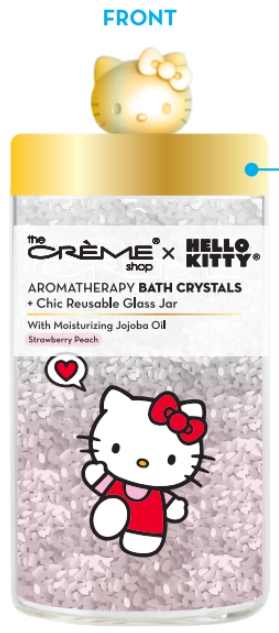 FRONT
the CRÈME® shop x HELLO KITTY®
AROMATHERAPY BATH CRYSTALS
+ Chic Reusable Glass Jar
With Moisturizing Jojoba Oil
Strawberry Peach